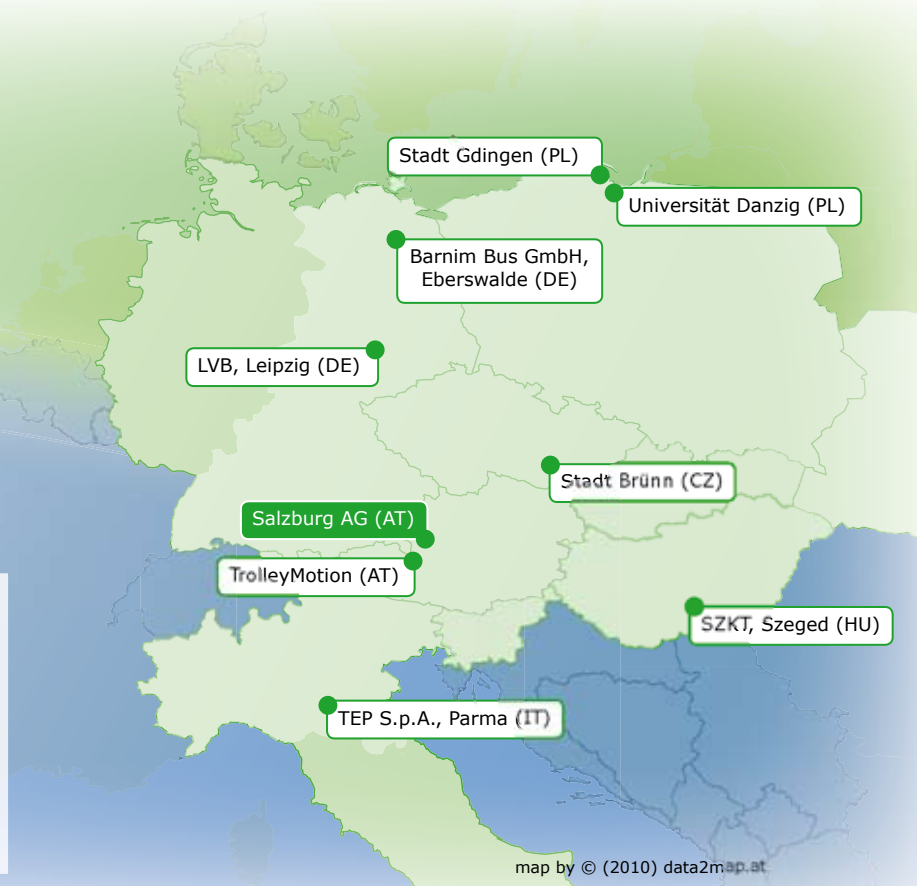 Stadt Gdingen (PL)
Universität Danzig (PL)
Barnim Bus GmbH,
Eberswalde (DE)
LVB, Leipzig (DE)
Stadt Brünn (CZ)
Salzburg AG (AT)
TrolleyMotion (AT)
SZKT, Szeged (HU)
TEP S.p.A., Parma (IT)
map by © (2010) data2map.at